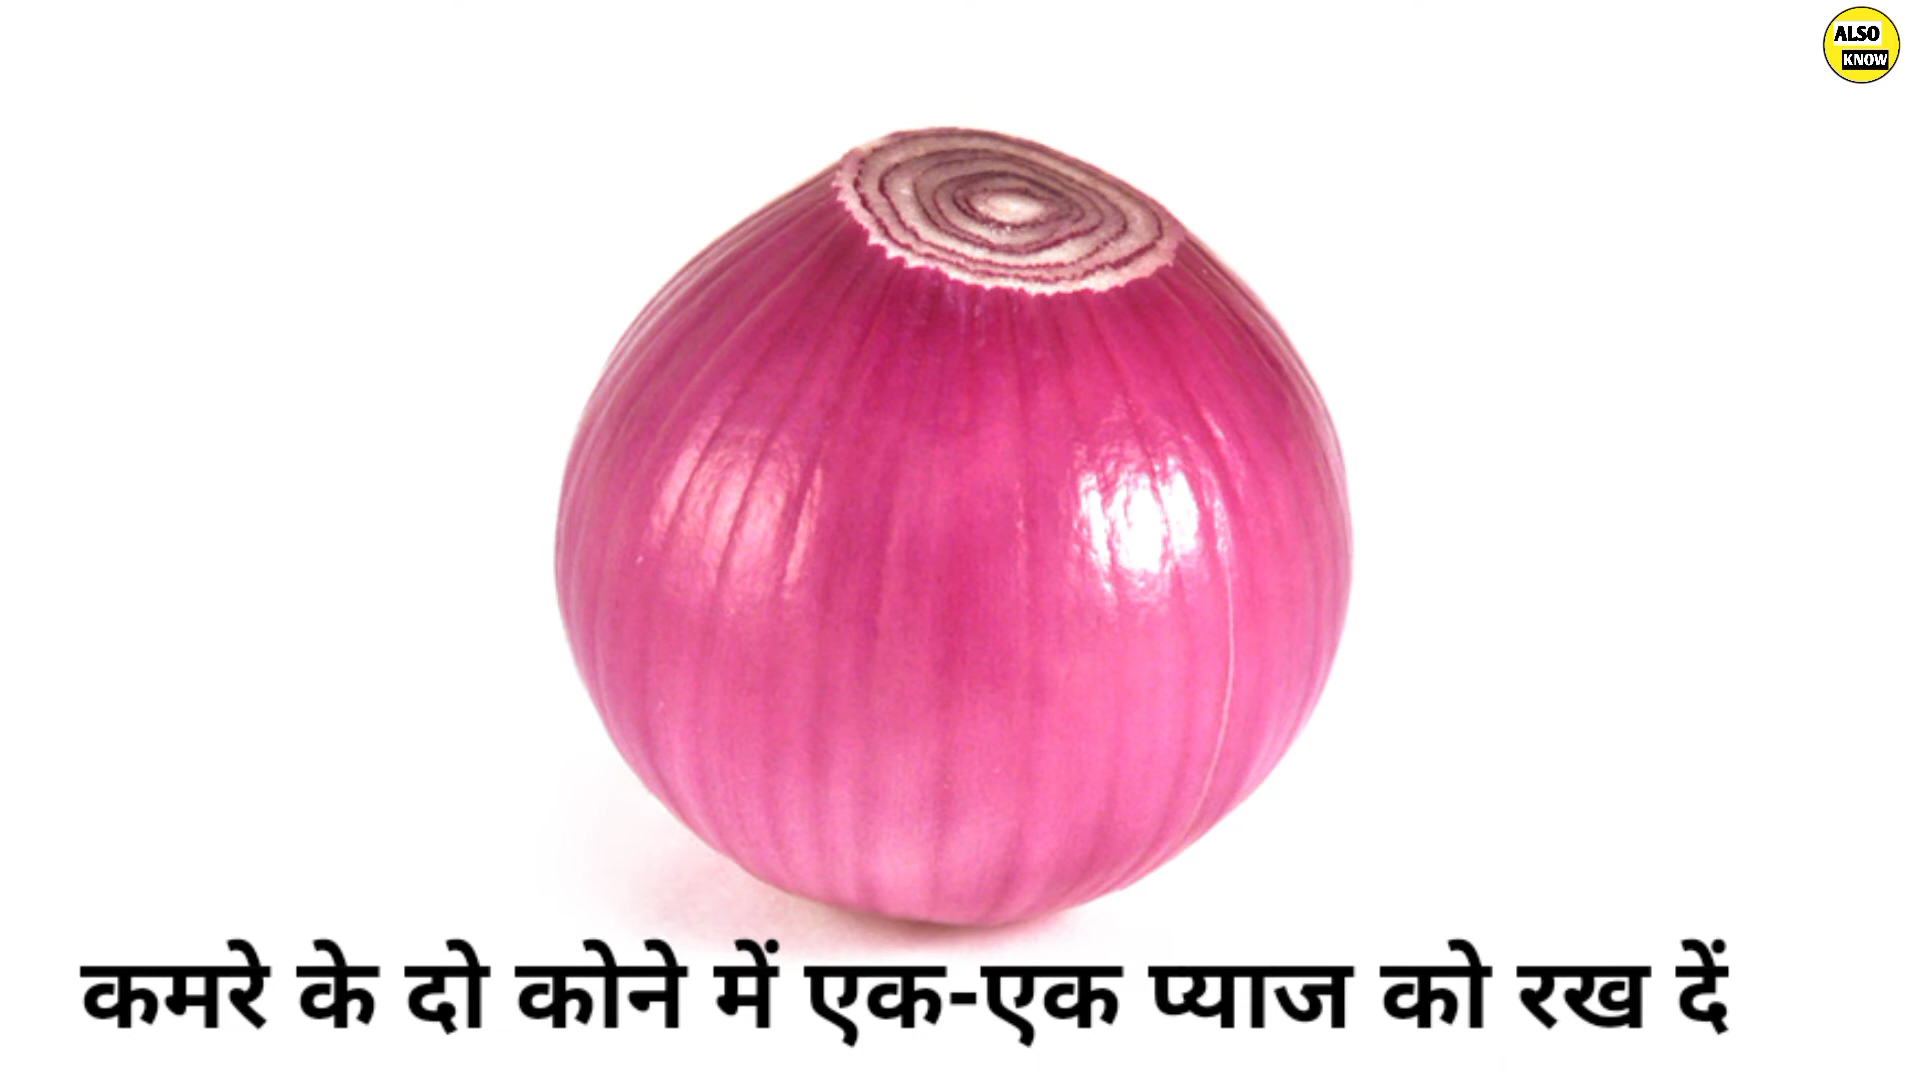 ALSO
KNOW
कमरे के दो कोने में एक-एक प्याज को रख दें